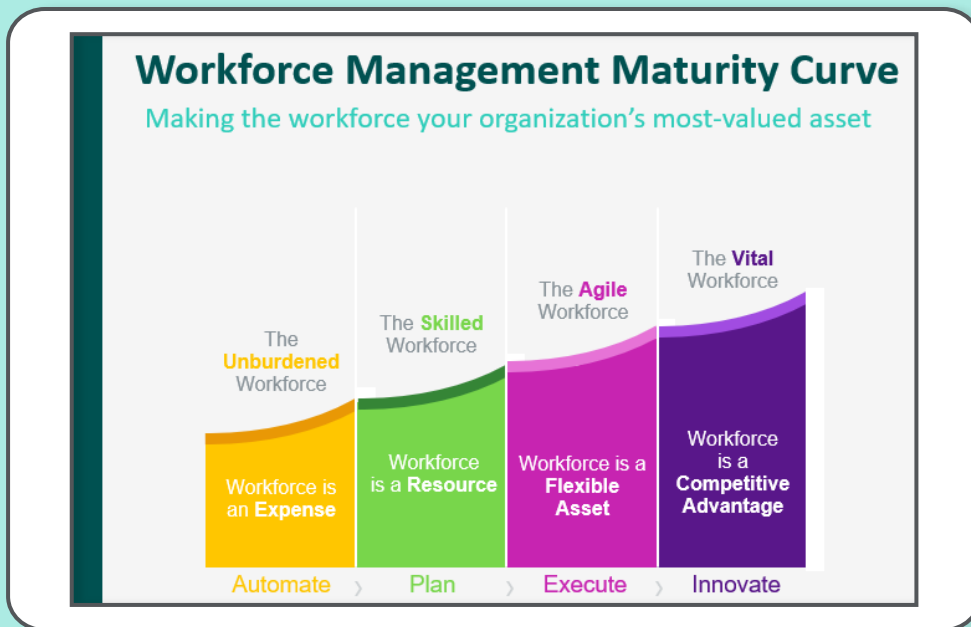 Workforce Management Maturity Curve
Making the workforce your organization's most-valued asset
The
Unburdened
Workforce
The Skilled
Workforce
The Agile
Workforce
The Vital
Workforce
Workforce is
an Expense
Workforce
is a Resource
Workforce is a
Flexible
Asset
Workforce
is a
Competitive
Advantage
Automate > Plan > Execute > Innovate